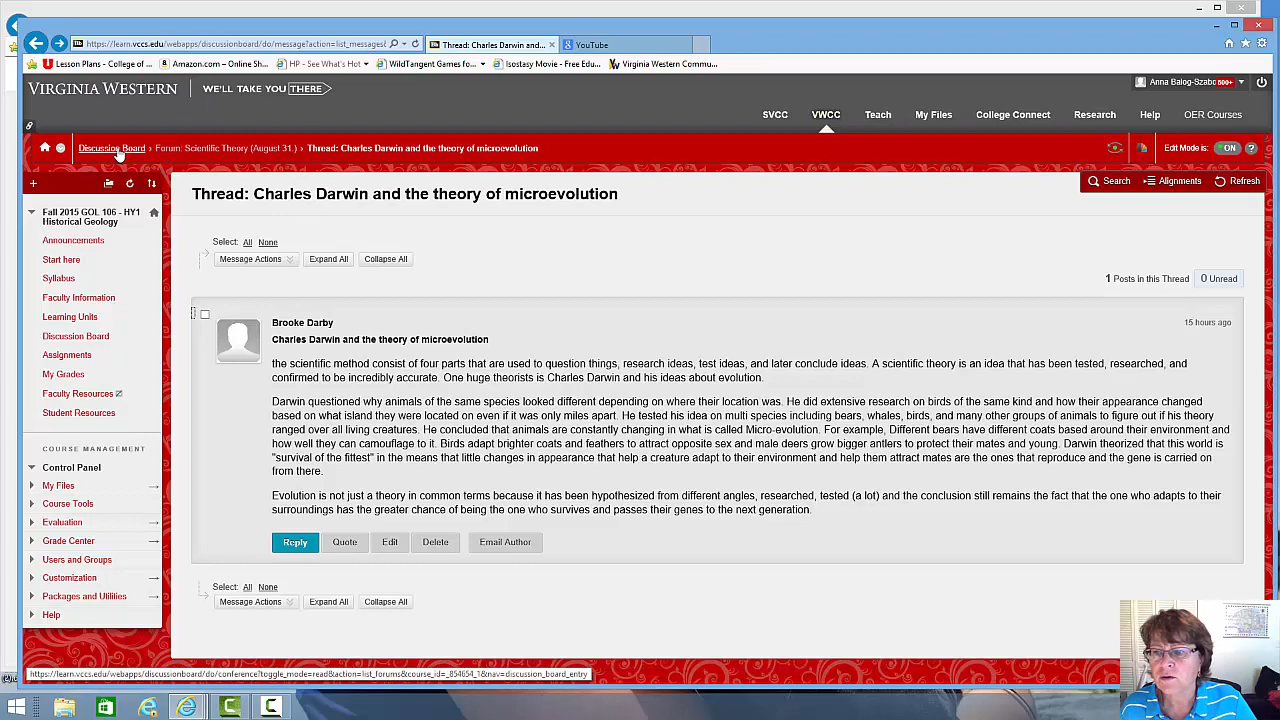 https://learn.vccs.edu/webapps/discussionboard/do/message?action=list_messages&
Thread: Charles Darwin and...
YouTube
Lesson Plans - College of ...
Amazon.com – Online Sh...
HP - See What's Hot
WildTangent Games fo...
Isostasy Movie - Free Edu...
Virginia Western Commu...
VIRGINIA WESTERN
WE'LL TAKE YOU THERE
Anna Balog-Szabo
500+
SVCC
VWCC
Teach
My Files
College Connect
Research
Help
OER Courses
Discussion Board
Forum: Scientific Theory (August 31.)
Thread: Charles Darwin and the theory of microevolution
Edit Mode is:
ON
?
Thread: Charles Darwin and the theory of microevolution
Search
Alignments
Refresh
Fall 2015 GOL 106 - HY1
Historical Geology
Announcements
Start here
Syllabus
Faculty Information
Learning Units
Discussion Board
Assignments
My Grades
Faculty Resources
Student Resources
COURSE MANAGEMENT
Control Panel
My Files
Course Tools
Evaluation
Grade Center
Users and Groups
Customization
Packages and Utilities
Help
Select: All None
Message Actions
Expand All
Collapse All
1 Posts in this Thread
0 Unread
Brooke Darby
15 hours ago
Charles Darwin and the theory of microevolution
the scientific method consist of four parts that are used to question things, research ideas, test ideas, and later conclude ideas. A scientific theory is an idea that has been tested, researched, and
confirmed to be incredibly accurate. One huge theorists is Charles Darwin and his ideas about evolution.
Darwin questioned why animals of the same species looked different depending on where their location was. He did extensive research on birds of the same kind and how their appearance changed
based on what island they were located on even if it was only miles apart. He tested his idea on multi species including bears, whales, birds, and many other groups of animals to figure out if his theory
ranged over all living creatures. He concluded that animals are constantly changing in what is called Micro-evolution. For example, Different bears have different coats based around their environment and
how well they can camouflage to it. Birds adapt brighter coats and feathers to attract opposite sex and male deers grow bigger antlers to protect their mates and young. Darwin theorized that this world is
"survival of the fittest" in the means that little changes in appearance that help a creature adapt to their environment and help them attract mates are the ones that reproduce and the gene is carried on
from there.
Evolution is not just a theory in common terms because it has been hypothesized from different angles, researched, tested (a lot) and the conclusion still remains the fact that the one who adapts to their
surroundings has the greater chance of being the one who survives and passes their genes to the next generation.
Reply
Quote
Edit
Delete
Email Author
Select: All None
Message Actions
Expand All
Collapse All
https://learn.vccs.edu/webapps/discussionboard/do/conference?toggle_mode=read&action=list_forums&course_id=_854654_1&nav=discussion_board_entry